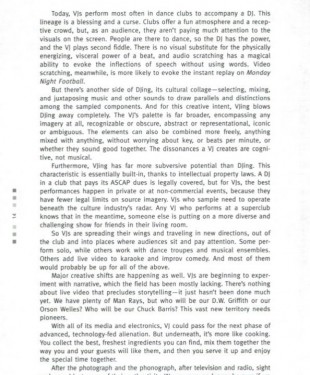 Today, VJs perform most often in dance clubs to accompany a DJ. This
lineage is a blessing and a curse. Clubs offer a fun atmosphere and a recep-
tive crowd, but, as an audience, they aren't paying much attention to the
visuals on the screen. People are there to dance, so the DJ has the power,
and the VJ plays second fiddle. There is no visual substitute for the physically
energizing, visceral power of a beat, and audio scratching has a magical
ability to evoke the inflections of speech without using words. Video
scratching, meanwhile, is more likely to evoke the instant replay on Monday
Night Football.
But there's another side of DJing, its cultural collage—selecting, mixing,
and juxtaposing music and other sounds to draw parallels and distinctions
among the sampled components. And for this creative intent, VJing blows
DJing away completely. The VJ's palette is far broader, encompassing any
imagery at all, recognizable or obscure, abstract or representational, iconic
or ambiguous. The elements can also be combined more freely, anything
mixed with anything, without worrying about key, or beats per minute, or
whether they sound good together. The dissonances a VJ creates are cogni-
tive, not musical.
Furthermore, VJing has far more subversive potential than DJing. This
characteristic is essentially built-in, thanks to intellectual property laws. A DJ
in a club that pays its ASCAP dues is legally covered, but for VJs, the best
performances happen in private or at non-commercial events, because they
have fewer legal limits on source imagery. VJs who sample need to operate
beneath the culture industry's radar. Any VJ who performs at a superclub
knows that in the meantime, someone else is putting on a more diverse and
challenging show for friends in their living room.
So VJs are spreading their wings and traveling in new directions, out of
the club and into places where audiences sit and pay attention. Some per-
form solo, while others work with dance troupes and musical ensembles.
Others add live video to karaoke and improv comedy. And most of them
would probably be up for all of the above.
Major creative shifts are happening as well. VJs are beginning to exper-
iment with narrative, which the field has been mostly lacking. There's nothing
about live video that precludes storytelling—it just hasn't been done much
yet. We have plenty of Man Rays, but who will be our D.W. Griffith or our
Orson Welles? Who will be our Chuck Barris? This vast new territory needs
pioneers.
With all of its media and electronics, VJ could pass for the next phase of
advanced, technology-fed alienation. But underneath, it's more like cooking.
You collect the best, freshest ingredients you can find, mix them together the
way you and your guests will like them, and then you serve it up and enjoy
the special time together.
After the photograph and the phonograph, after television and radio, sight